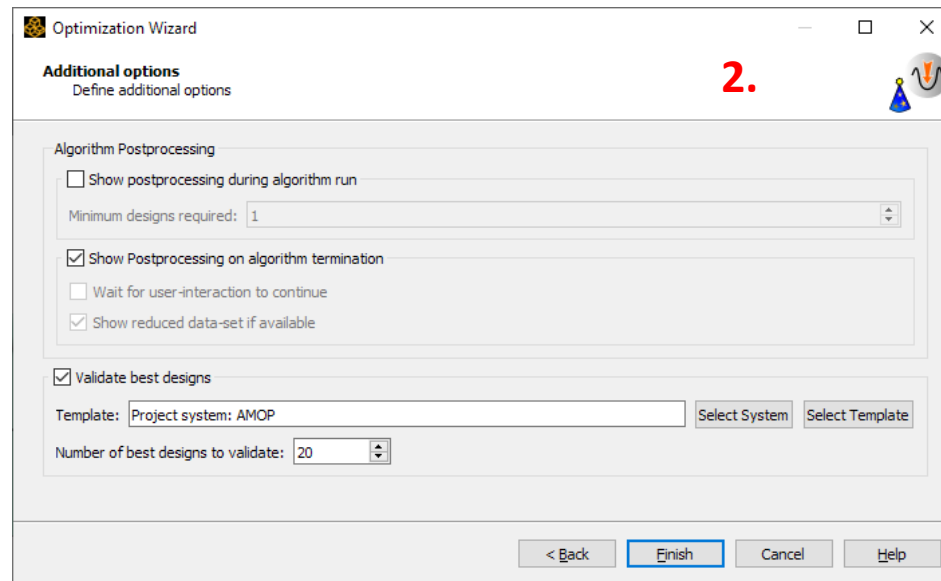 Optimization Wizard
Additional options
Define additional options
2.
Algorithm Postprocessing
Show postprocessing during algorithm run
Minimum designs required: 1
Show Postprocessing on algorithm termination
Wait for user-interaction to continue
Show reduced data-set if available
Validate best designs
Template: Project system: AMOP Select System Select Template
Number of best designs to validate: 20
< Back Finish Cancel Help